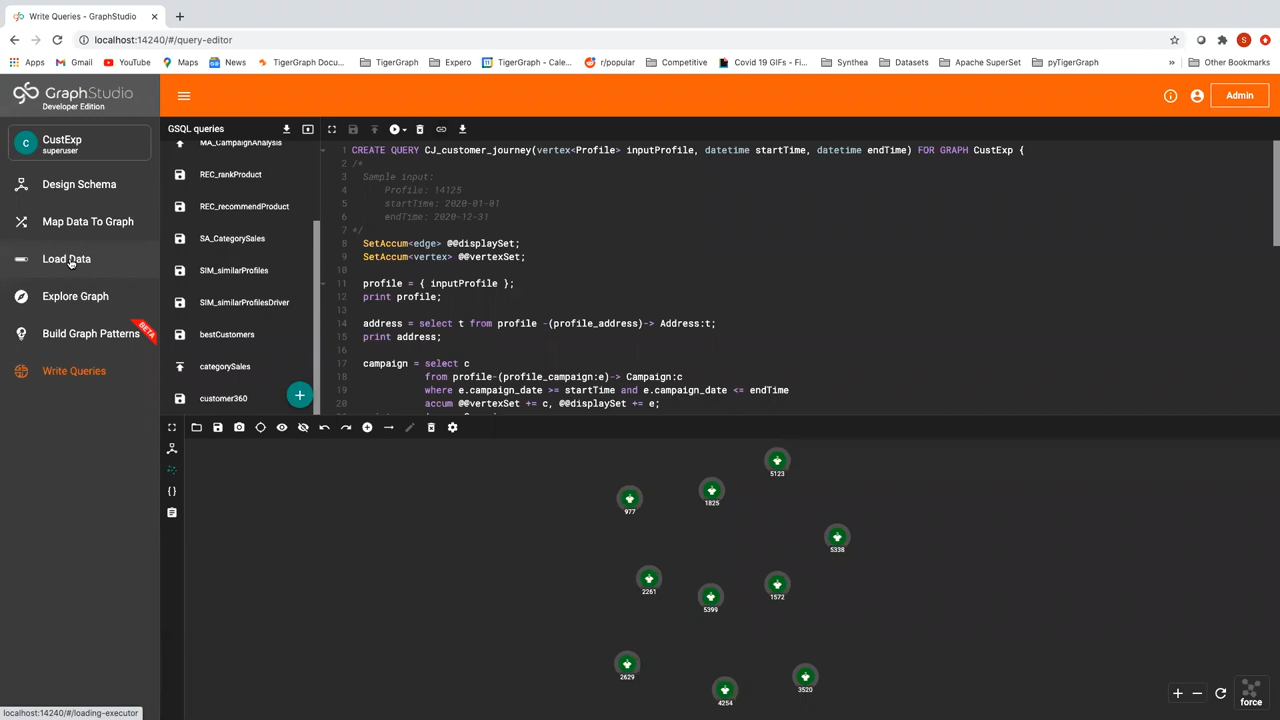 Write Queries - GraphStudio
localhost:14240/#/query-editor
Apps Gmail YouTube Maps News TigerGraph Docu... TigerGraph Expero TigerGraph - Cale... r/popular Competitive Covid 19 GIFs - Fi... Synthea Datasets Apache SuperSet pyTigerGraph » Other Bookmarks
GraphStudio
Developer Edition
Admin
C
CustExp
superuser
Design Schema
Map Data To Graph
Load Data
Explore Graph
Build Graph Patterns
BETA
Write Queries
GSQL queries
MA_CampaignAnalysis
REC_rankProduct
REC_recommendProduct
SA_CategorySales
SIM_similarProfiles
SIM_similarProfilesDriver
bestCustomers
categorySales
customer360
1 CREATE QUERY CJ_customer_journey(vertex<Profile> inputProfile, datetime startTime, datetime endTime) FOR GRAPH CustExp {
2 /*
3 Sample input:
4 Profile: 14125
5 startTime: 2020-01-01
6 endTime: 2020-12-31
7 */
8 SetAccum<edge> @@displaySet;
9 SetAccum<vertex> @@vertexSet;
10
11 profile = { inputProfile };
12 print profile;
13
14 address = select t from profile -(profile_address)-> Address:t;
15 print address;
16
17 campaign = select c
18 from profile-(profile_campaign:e)-> Campaign:c
19 where e.campaign_date >= startTime and e.campaign_date <= endTime
20 accum @@vertexSet += c, @@displaySet += e;
5123
1825
977
5338
2261
1572
5399
2629
3520
4254
force
localhost:14240/#/loading-executor